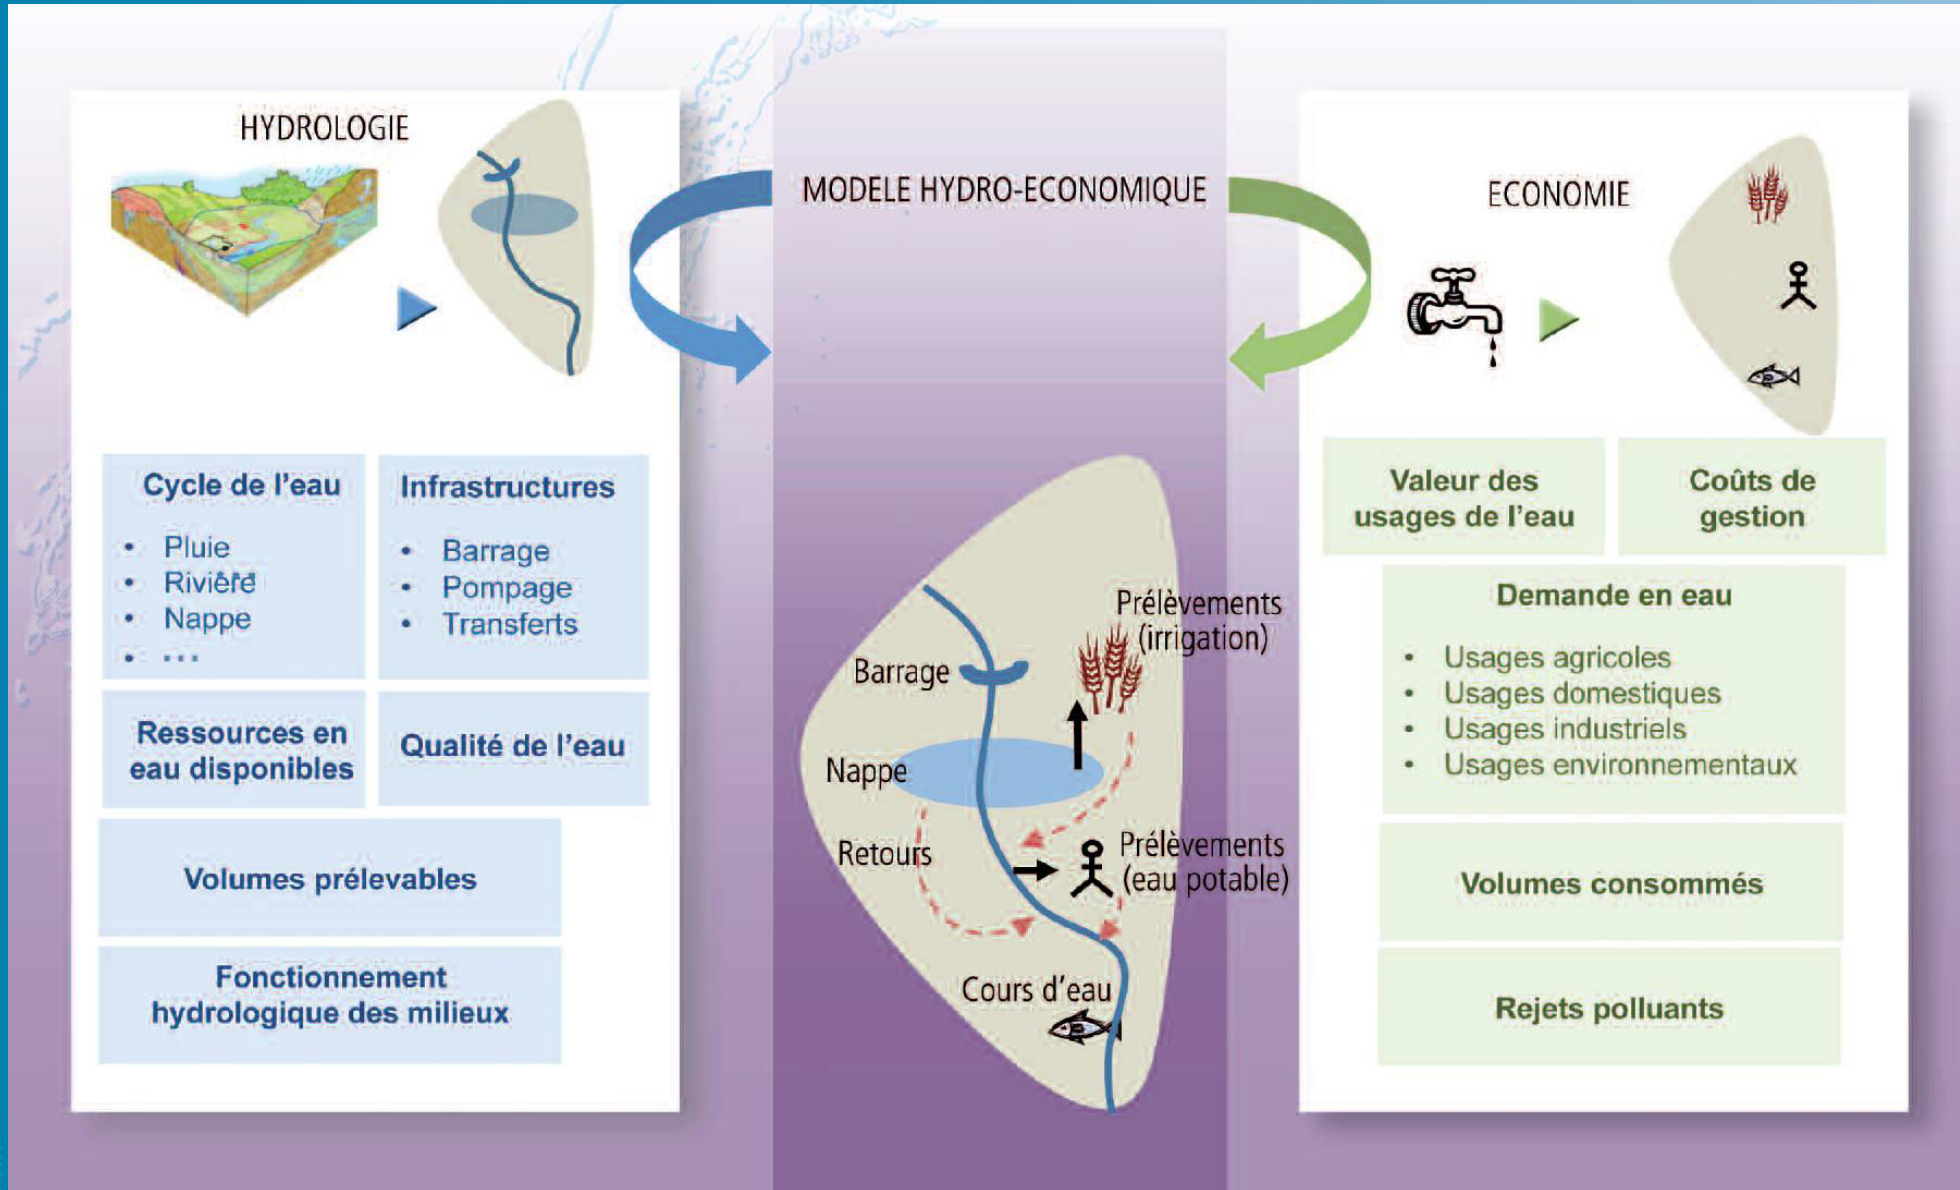 HYDROLOGIE
Cycle de l'eau
• Pluie
• Rivière
• Nappe
• ...
Infrastructures
• Barrage
• Pompage
• Transferts
Ressources en
eau disponibles
Qualité de l'eau
Volumes prélevables
Fonctionnement
hydrologique des milieux
MODELE HYDRO-ECONOMIQUE
Prélèvements
(irrigation)
Barrage
Nappe
Retours
Prélèvements
(eau potable)
Cours d'eau
ECONOMIE
Valeur des
usages de l'eau
Coûts de
gestion
Demande en eau
• Usages agricoles
• Usages domestiques
• Usages industriels
• Usages environnementaux
Volumes consommés
Rejets polluants